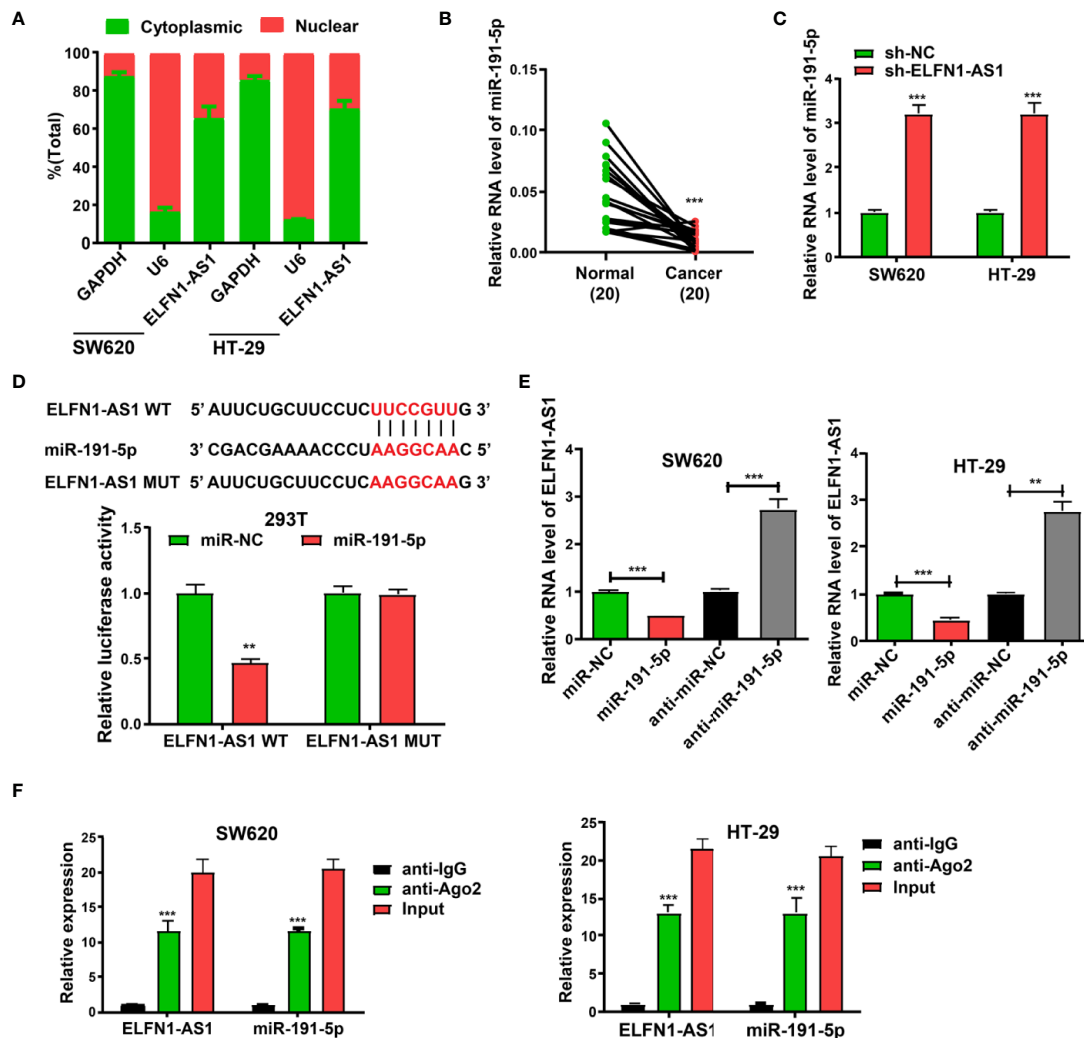 A
Cytoplasmic Nuclear
%(Total)
100
80
60
40
20
0
GAPDH
U6
ELFN1-AS1
GAPDH
U6
ELFN1-AS1
SW620 HT-29
B
Relative RNA level of miR-191-5p
0.15
0.10
0.05
0.00
***
Normal Cancer
(20) (20)
C
sh-NC
sh-ELFN1-AS1
Relative RNA level of miR-191-5p
4
3
2
1
0
*** ***
SW620 HT-29
D
ELFN1-AS1 WT 5’ AUUCUGCUUCCUCUUCCGUUG 3’
miR-191-5p 3’ CGACGAAAACCCUAAGGCAAC 5’
ELFN1-AS1 MUT 5’ AUUCUGCUUCCUCAAGGCAAG 3’
293T
miR-NC miR-191-5p
Relative luciferase activity
1.5
1.0
0.5
0.0
**
ELFN1-AS1 WT ELFN1-AS1 MUT
E
SW620
Relative RNA level of ELFN1-AS1
4
3
2
1
0
*** ***
miR-NC
miR-191-5p
anti-miR-NC
anti-miR-191-5p
HT-29
Relative RNA level of ELFN1-AS1
4
3
2
1
0
*** **
miR-NC
miR-191-5p
anti-miR-NC
anti-miR-191-5p
F
SW620
anti-IgG
anti-Ago2
Input
Relative expression
25
20
15
10
5
0
*** ***
ELFN1-AS1 miR-191-5p
HT-29
anti-IgG
anti-Ago2
Input
Relative expression
25
20
15
10
5
0
*** ***
ELFN1-AS1 miR-191-5p